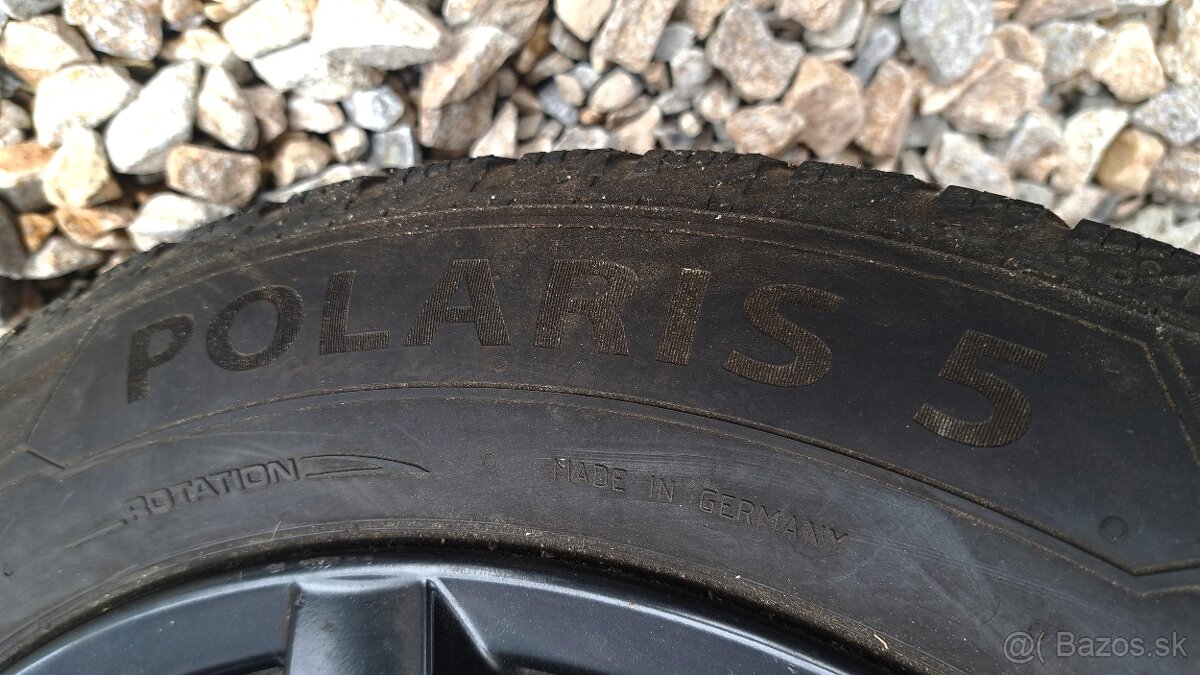 POLARIS 5
ROTATION
MADE IN GERMANY
@( Bazos.sk